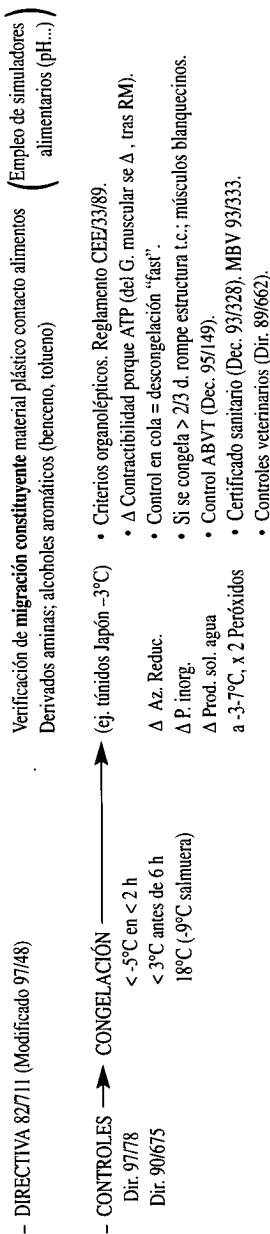 – DIRECTIVA 82/711 (Modificado 97/48)
Verificación de migración constituyente material plástico contacto alimentos
Derivados aminas; alcoholes aromáticos (benceno, tolueno)
(Empleo de simuladores
alimentarios (pH...))
– CONTROLES → CONGELACIÓN → (ej. túnidos Japón –3°C)
Dir. 97/78
Dir. 90/675
< -5°C en < 2 h
< 3°C antes de 6 h
18°C (-9°C salmuera)
Δ Az. Reduc.
Δ P. inorg.
Δ Prod. sol. agua
a -3-7°C, x 2 Peróxidos
• Criterios organolépticos. Reglamento CEE/33/89.
• Δ Contractibilidad porque ATP (del G. muscular se Δ , tras RM).
• Control en cola = descongelación “fast”.
• Si se congela > 2/3 d. rompe estructura t.c.; músculos blanquecinos.
• Control ABVT (Dec. 95/149).
• Certificado sanitario (Dec. 93/328). MBV 93/333.
• Controles veterinarios (Dir. 89/662).